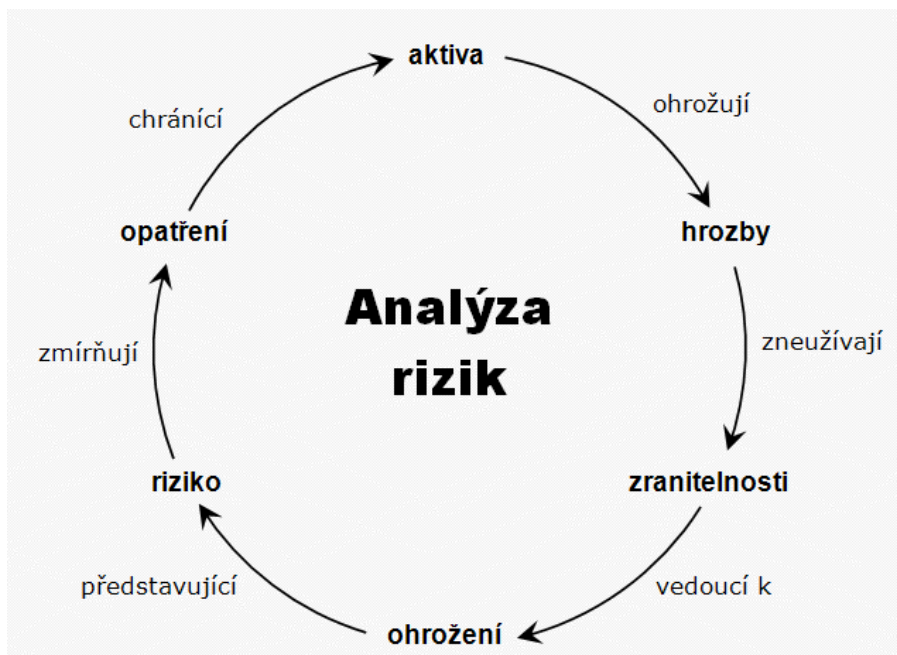 aktiva
ohrožují
hrozby
zneužívají
zranitelnosti
vedoucí k
ohrožení
představující
riziko
zmírňují
opatření
chránící
Analýza
rizik